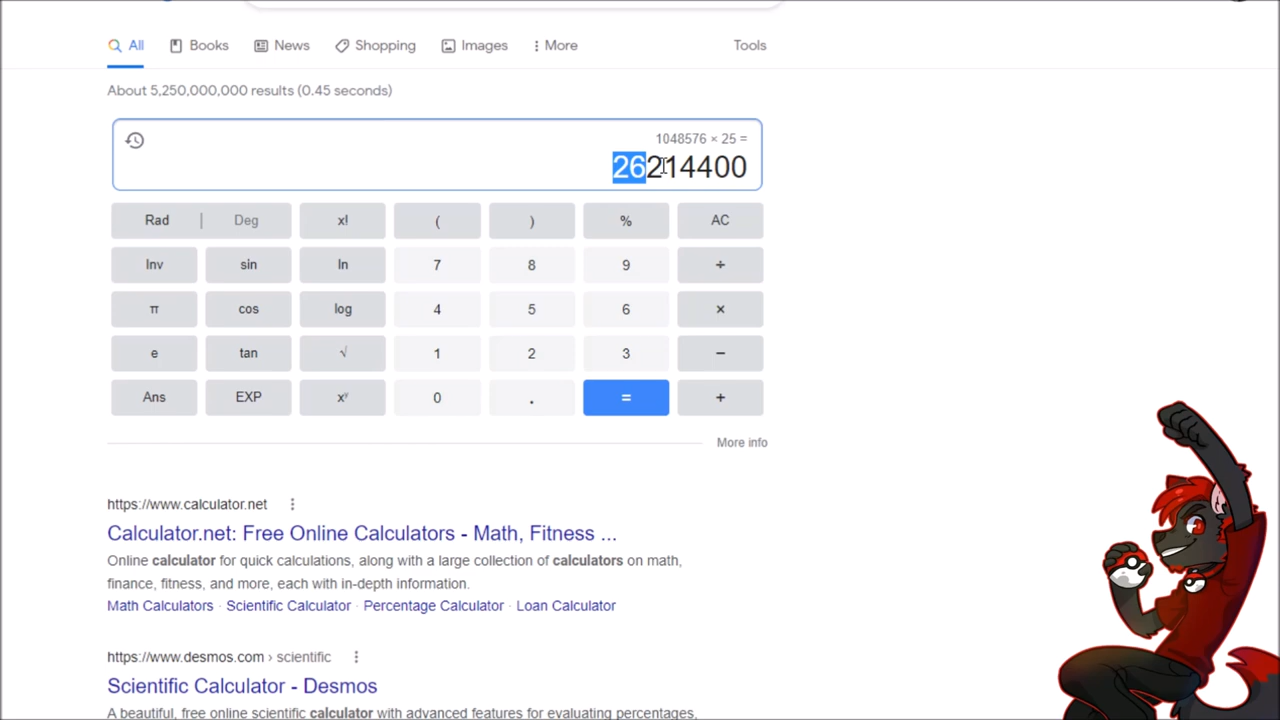 All Books News Shopping Images More Tools
About 5,250,000,000 results (0.45 seconds)
1048576 × 25 =
26214400
Rad | Deg x! ( ) % AC
Inv sin ln 7 8 9 ÷
π cos log 4 5 6 ×
e tan √ 1 2 3 −
Ans EXP xʸ 0 . = +
More info
https://www.calculator.net
Calculator.net: Free Online Calculators - Math, Fitness ...
Online calculator for quick calculations, along with a large collection of calculators on math,
finance, fitness, and more, each with in-depth information.
Math Calculators · Scientific Calculator · Percentage Calculator · Loan Calculator
https://www.desmos.com › scientific
Scientific Calculator - Desmos
A beautiful, free online scientific calculator with advanced features for evaluating percentages,